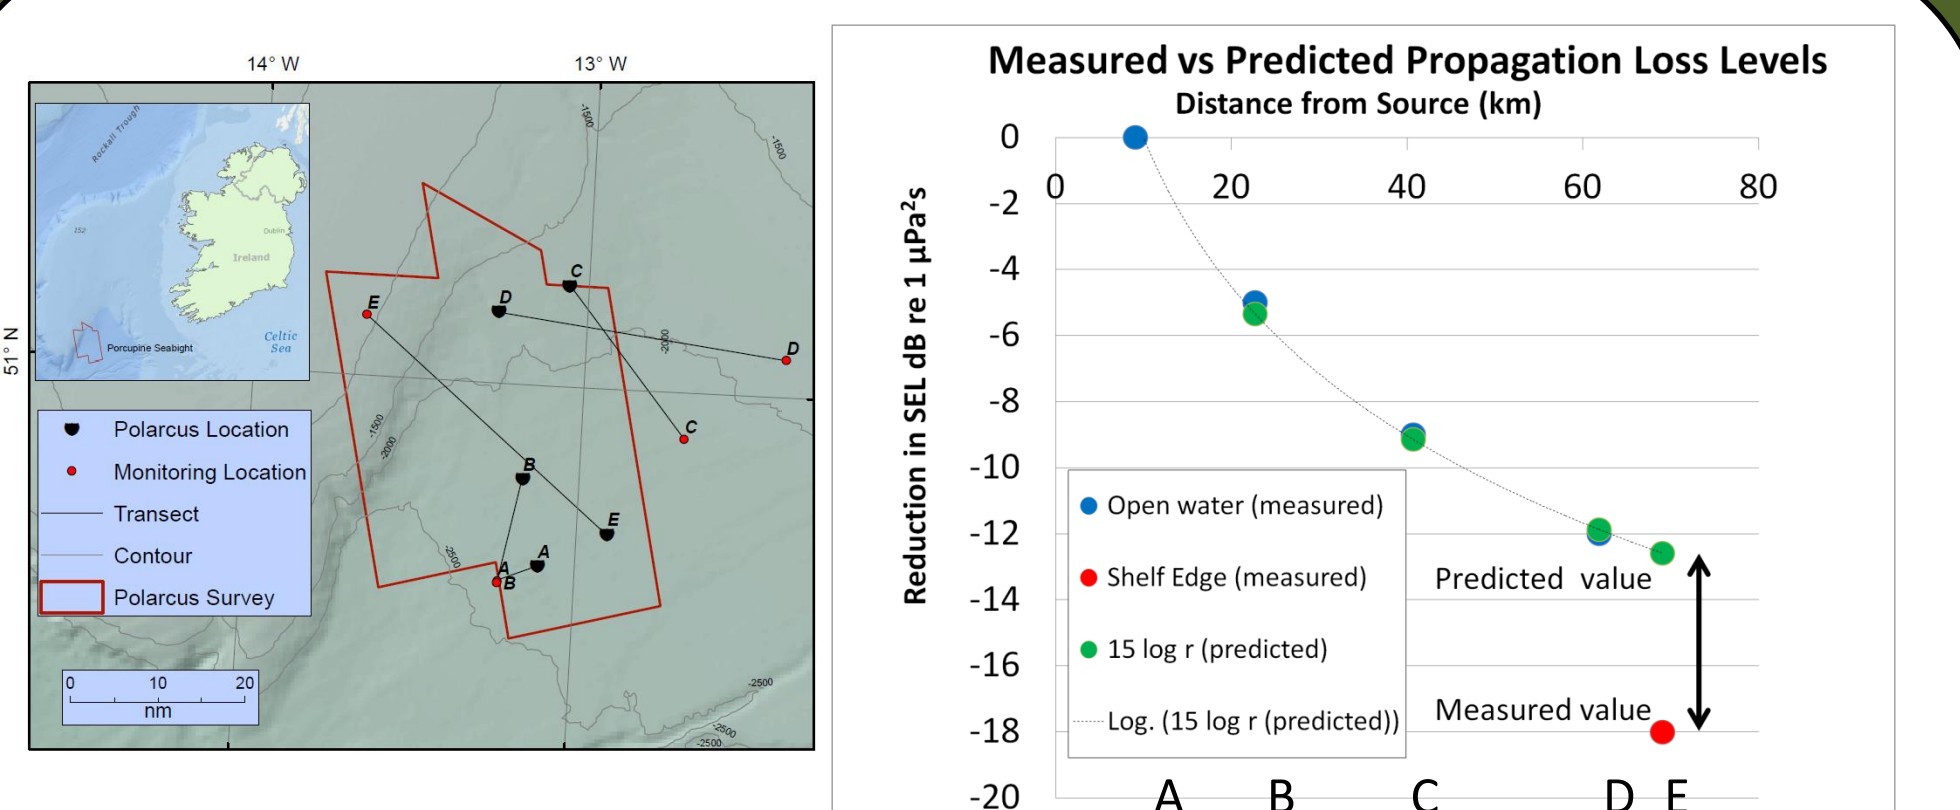 14° W
13° W
51° N
Rockall Trough
152
Dublin
Ireland
Celtic
Sea
Porcupine Seabight
-1500
-1500
-2000
-1500
-2000
-2500
-2500
-2500
-2500
C
D
E
D
C
B
E
A
A
B
Polarcus Location
Monitoring Location
Transect
Contour
Polarcus Survey
0 10 20
nm
Measured vs Predicted Propagation Loss Levels
Distance from Source (km)
Reduction in SEL dB re 1 µPa²s
0
0 20 40 60 80
-2
-4
-6
-8
-10
-12
-14
-16
-18
-20
Open water (measured)
Shelf Edge (measured)
15 log r (predicted)
Log. (15 log r (predicted))
Predicted value
Measured value
A B C D E